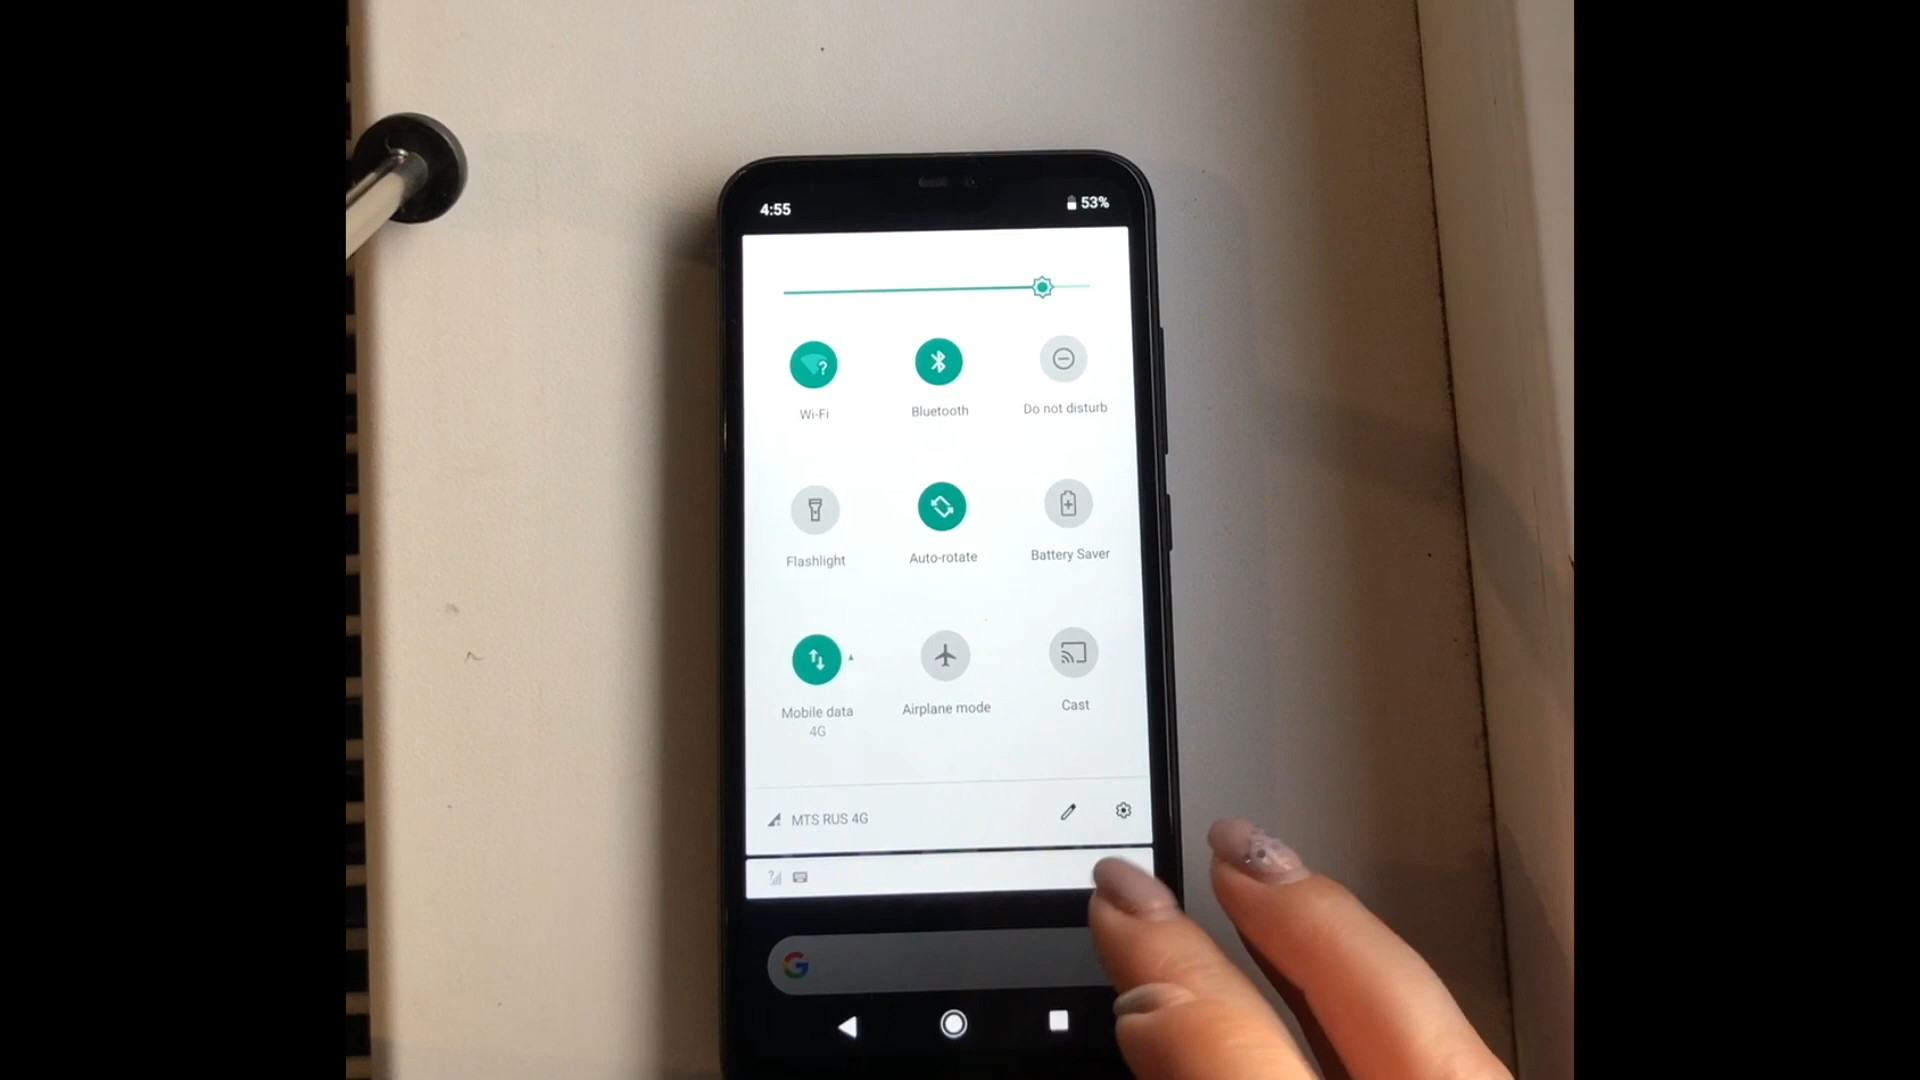 4:55
53%
Wi-Fi
Bluetooth
Do not disturb
Flashlight
Auto-rotate
Battery Saver
Mobile data
4G
Airplane mode
Cast
MTS RUS 4G
G